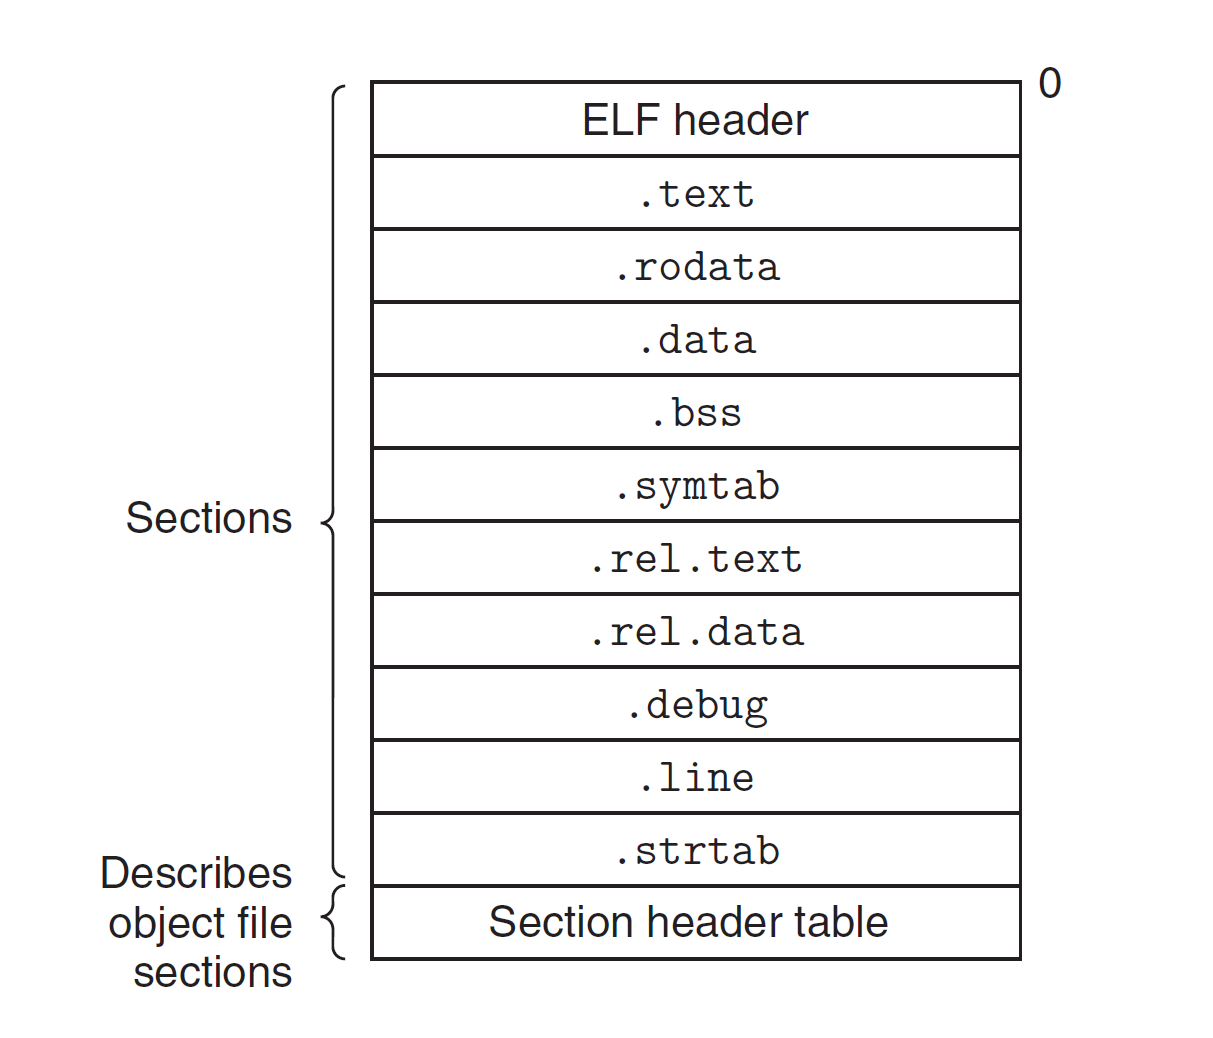 0
ELF header
.text
.rodata
.data
.bss
.symtab
Sections
.rel.text
.rel.data
.debug
.line
.strtab
Describes
object file
sections
Section header table